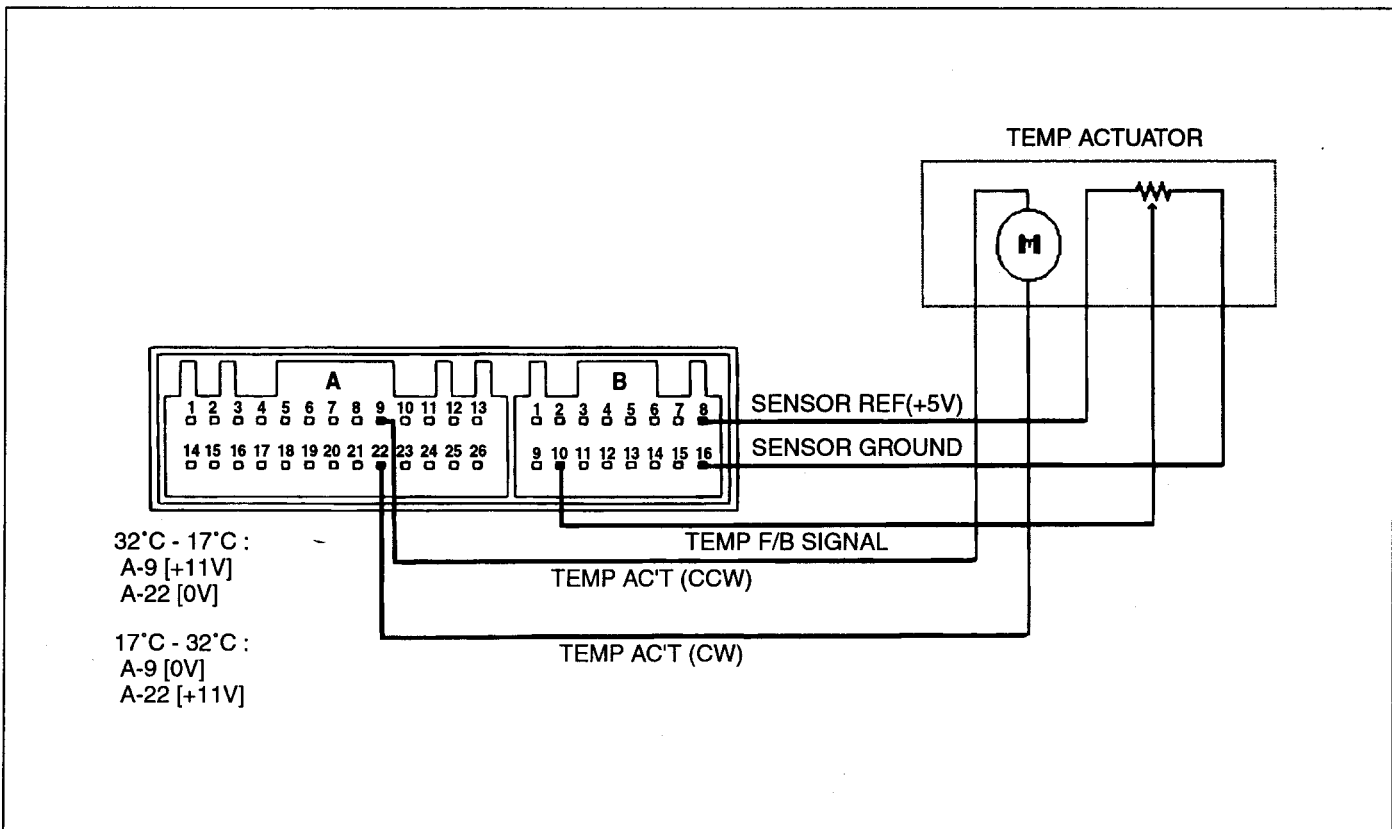 TEMP ACTUATOR
M
A
B
1 2 3 4 5 6 7 8 9 10 11 12 13
1 2 3 4 5 6 7 8
SENSOR REF(+5V)
14 15 16 17 18 19 20 21 22 23 24 25 26
9 10 11 12 13 14 15 16
SENSOR GROUND
TEMP F/B SIGNAL
TEMP AC'T (CCW)
TEMP AC'T (CW)
32°C - 17°C :
A-9 [+11V]
A-22 [0V]
17°C - 32°C :
A-9 [0V]
A-22 [+11V]